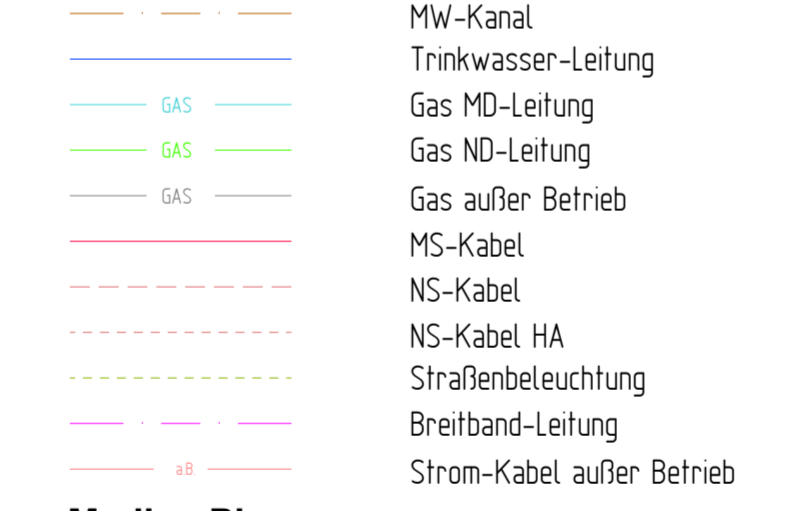 MW-Kanal
Trinkwasser-Leitung
GAS Gas MD-Leitung
GAS Gas ND-Leitung
GAS Gas außer Betrieb
MS-Kabel
NS-Kabel
NS-Kabel HA
Straßenbeleuchtung
Breitband-Leitung
a.B Strom-Kabel außer Betrieb